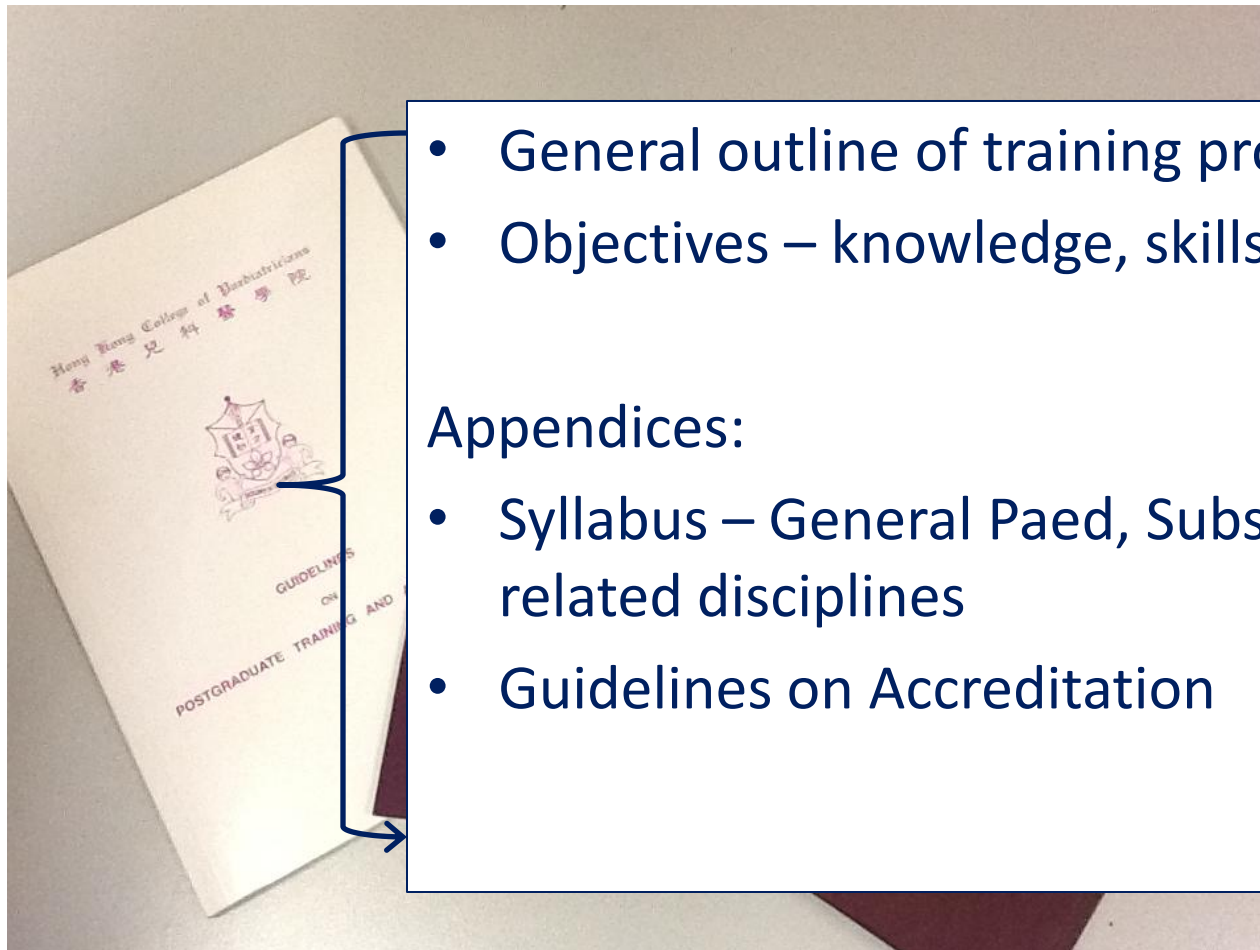 Hong Kong College of Paediatricians
香港兒科醫學院
GUIDELINES
ON
POSTGRADUATE TRAINING AND
• General outline of training pro
• Objectives – knowledge, skills
Appendices:
• Syllabus – General Paed, Subs
related disciplines
• Guidelines on Accreditation